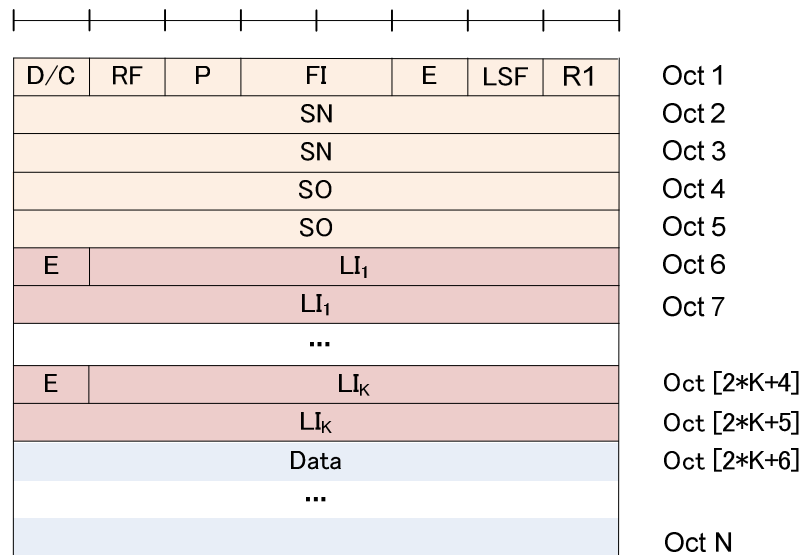 D/C RF P FI E LSF R1 Oct 1
SN Oct 2
SN Oct 3
SO Oct 4
SO Oct 5
E LI₁ Oct 6
LI₁ Oct 7
...
E LIK Oct [2*K+4]
LIK Oct [2*K+5]
Data Oct [2*K+6]
...
Oct N